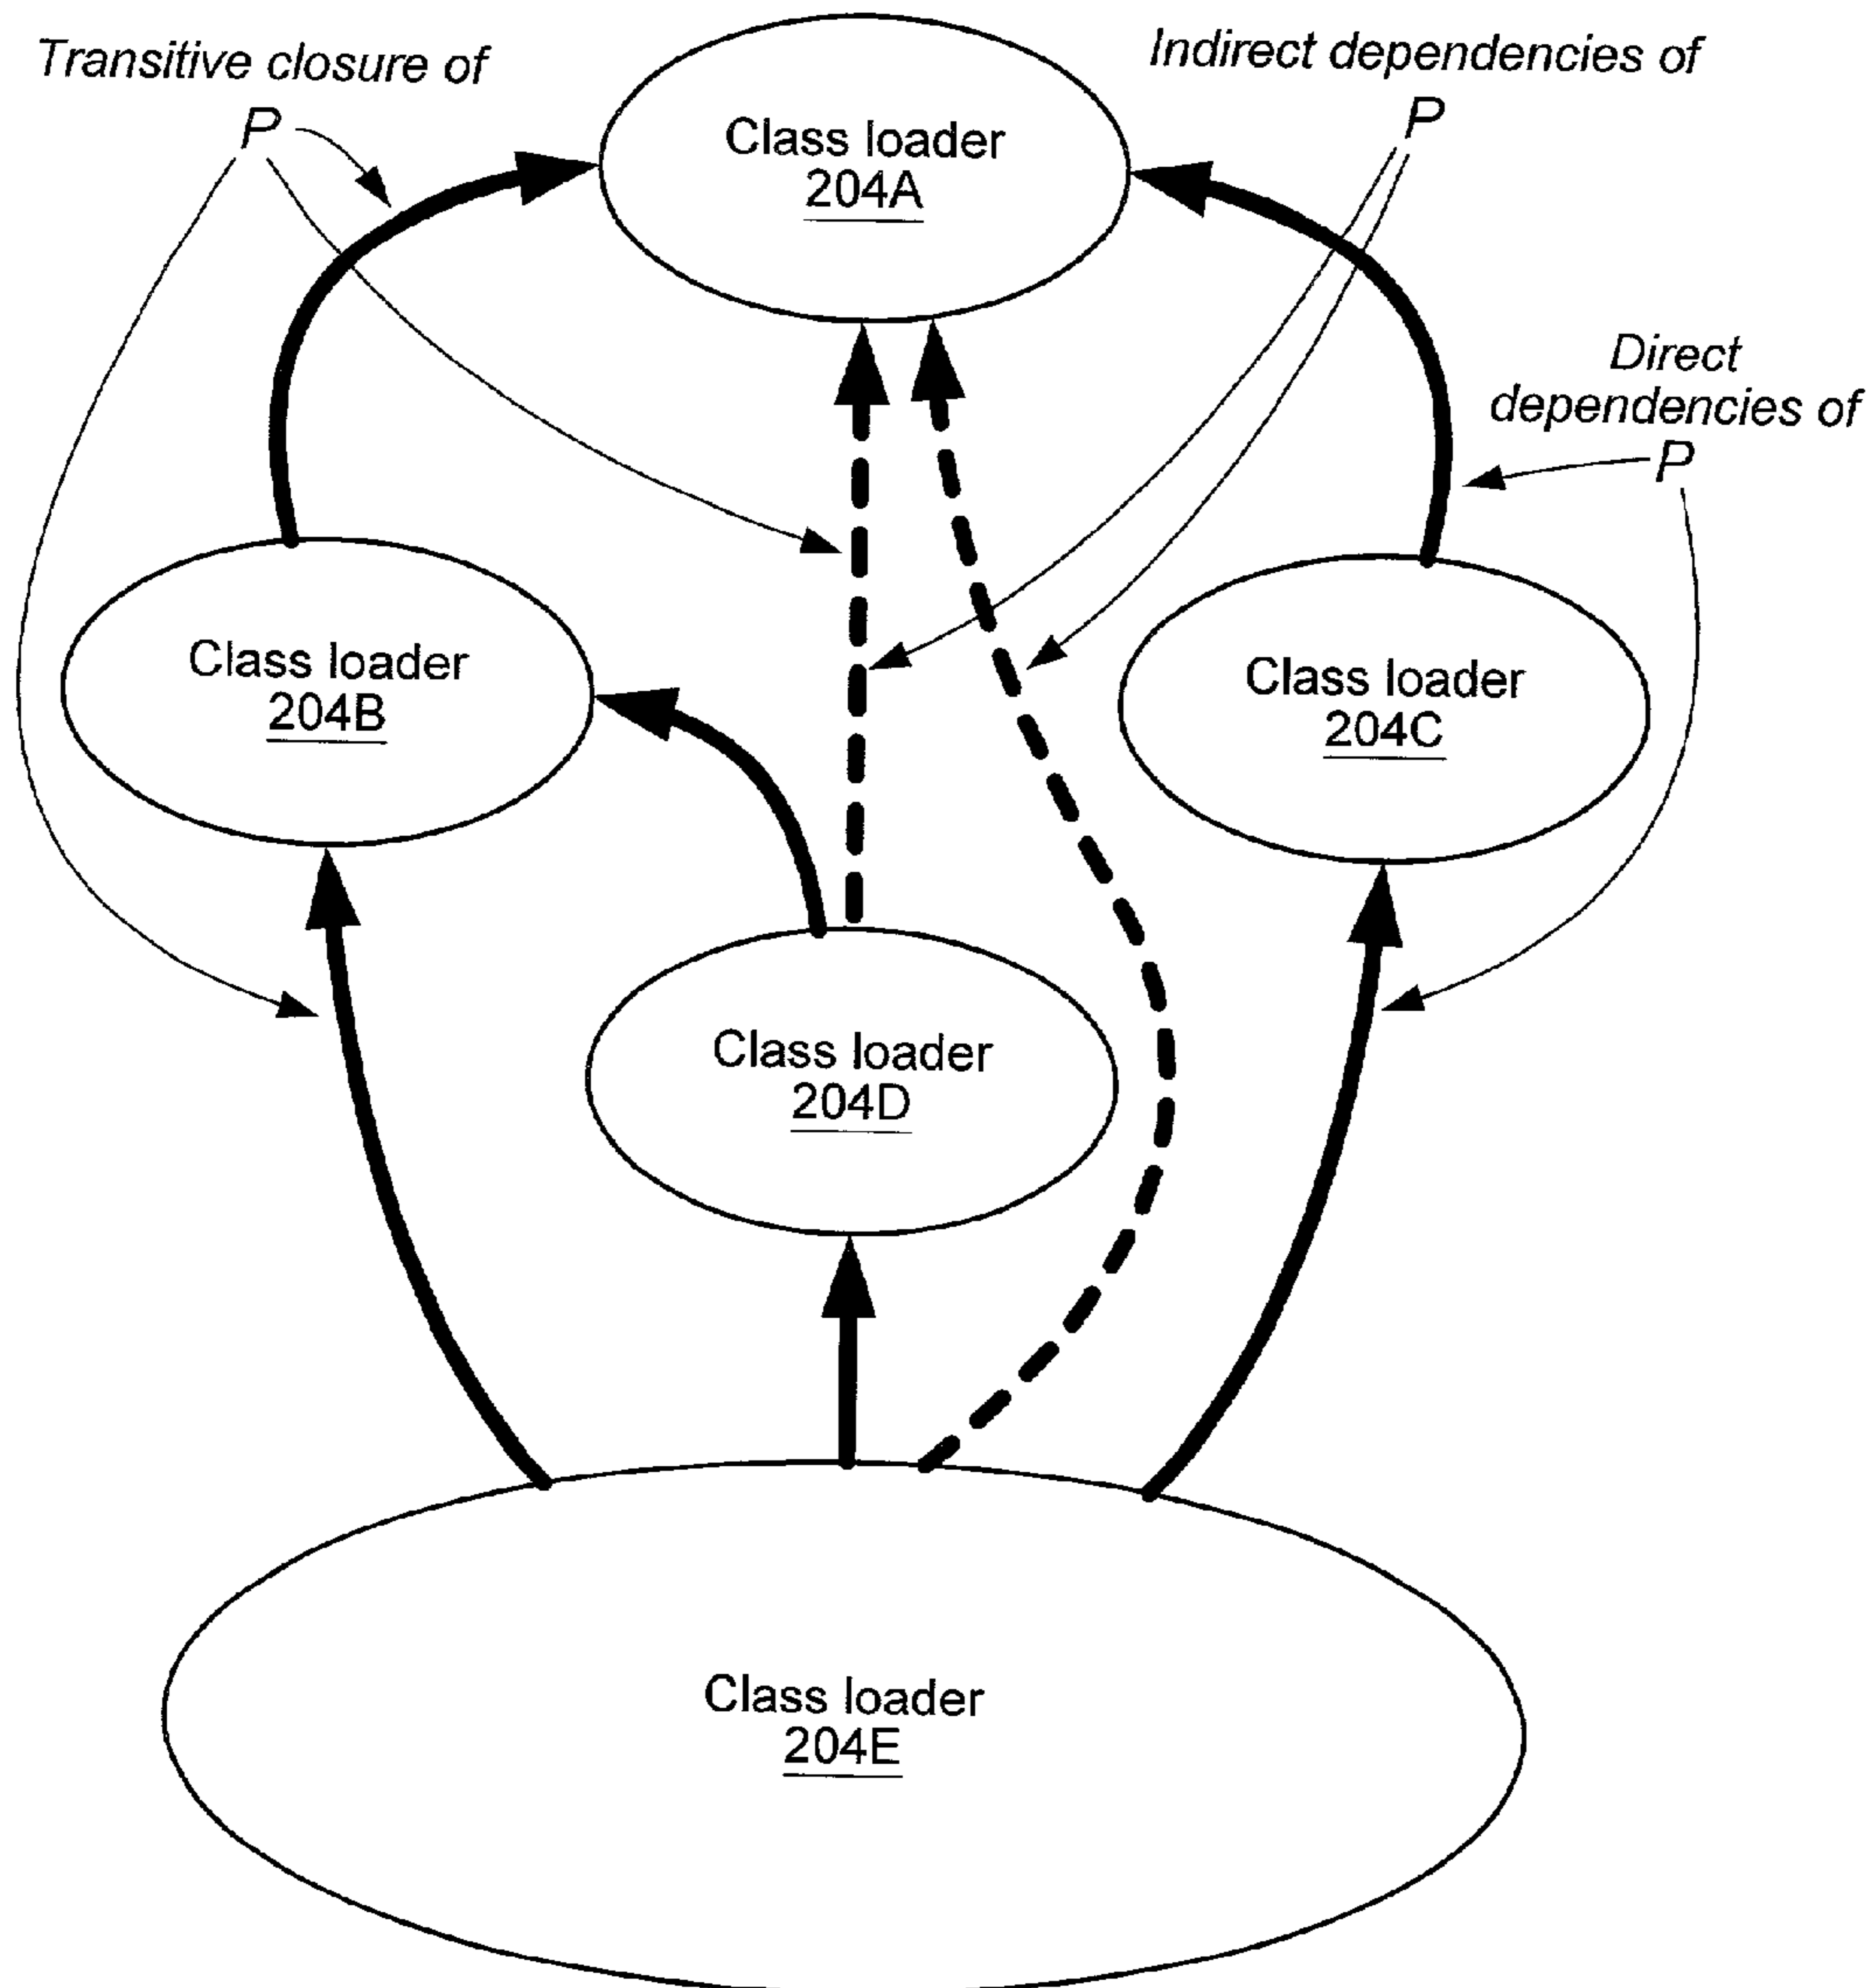 Transitive closure of
P
Indirect dependencies of
P
Class loader
204A
Direct
dependencies of
P
Class loader
204B
Class loader
204C
Class loader
204D
Class loader
204E